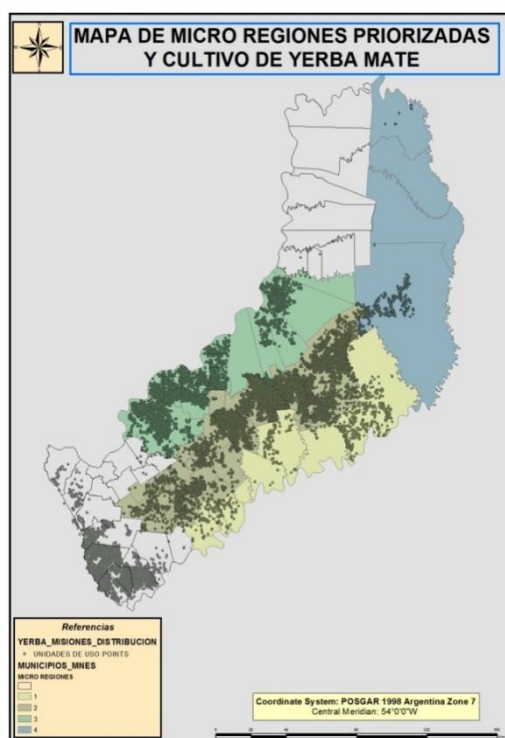 MAPA DE MICRO REGIONES PRIORIZADAS
Y CULTIVO DE YERBA MATE
Referencias
YERBA_MISIONES_DISTRIBUCION
UNIDADES DE USO POINTS
MUNICIPIOS_MNES
MICRO REGIONES
1
2
3
4
Coordinate System: POSGAR 1998 Argentina Zone 7
Central Meridian: 54°0'0"W